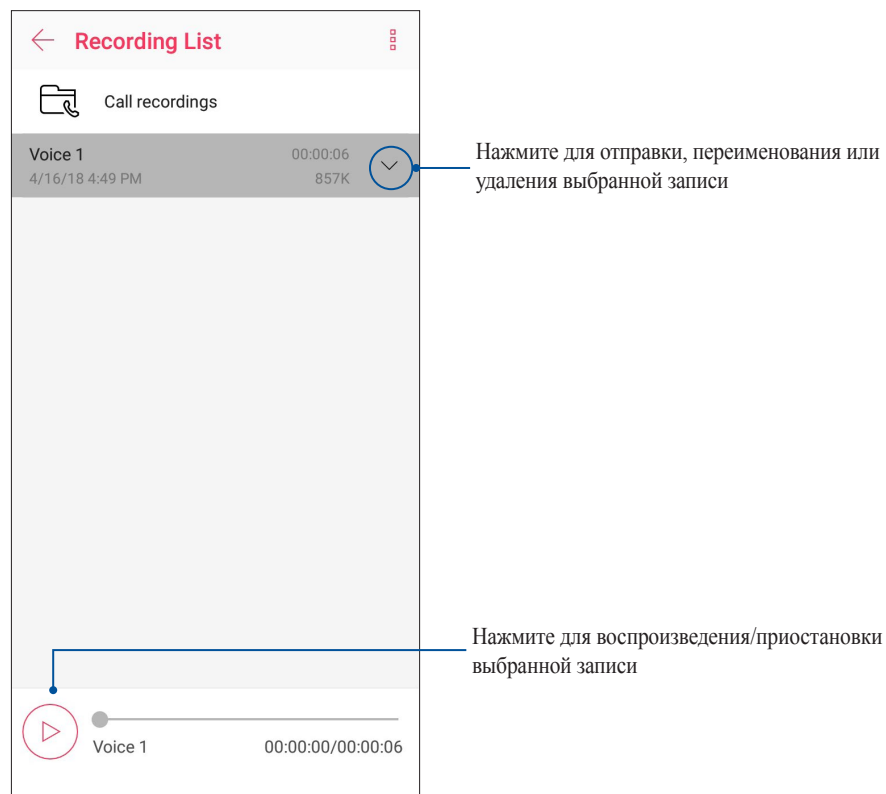 Recording List
Call recordings
Voice 1 00:00:06
4/16/18 4:49 PM 857K
Нажмите для отправки, переименования или
удаления выбранной записи
Нажмите для воспроизведения/приостановки
выбранной записи
Voice 1 00:00:00/00:00:06